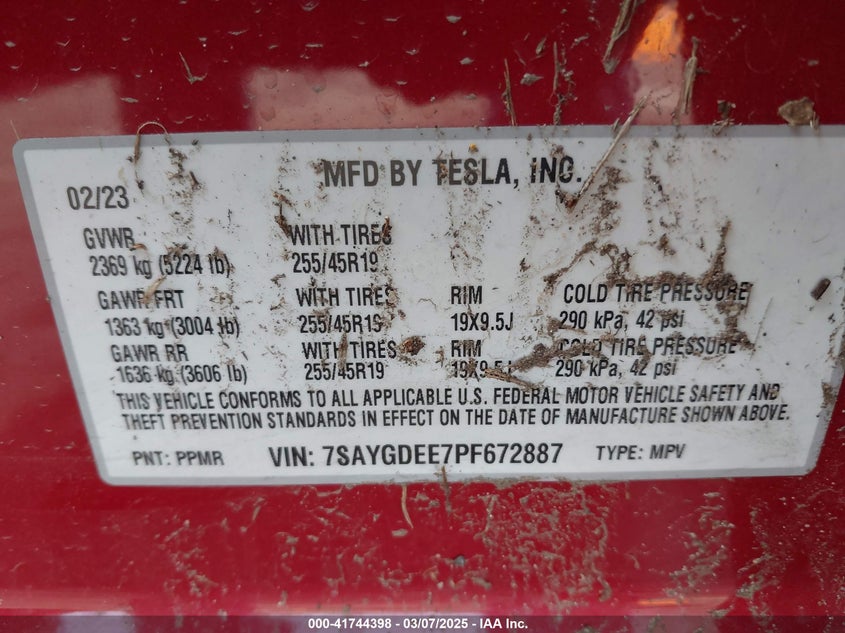 MFD BY TESLA, INC.
02/23
GVWR WITH TIRES
2369 kg (5224 lb) 255/45R19
GAWR FRT WITH TIRES RIM COLD TIRE PRESSURE
1363 kg (3004 lb) 255/45R19 19X9.5J 290 kPa, 42 psi
GAWR RR WITH TIRES RIM COLD TIRE PRESSURE
1636 kg (3606 lb) 255/45R19 19X9.5J 290 kPa, 42 psi
THIS VEHICLE CONFORMS TO ALL APPLICABLE U.S. FEDERAL MOTOR VEHICLE SAFETY AND
THEFT PREVENTION STANDARDS IN EFFECT ON THE DATE OF MANUFACTURE SHOWN ABOVE.
PNT: PPMR VIN: 7SAYGDEE7PF672887 TYPE: MPV
000-41744398 - 03/07/2025 - IAA Inc.